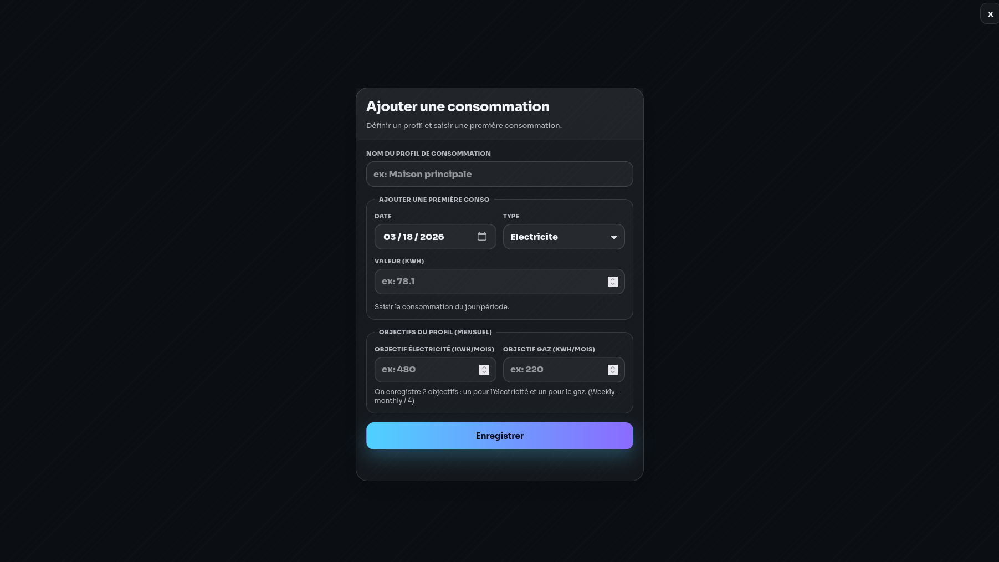 x
Ajouter une consommation
Définir un profil et saisir une première consommation.
NOM DU PROFIL DE CONSOMMATION
ex: Maison principale
AJOUTER UNE PREMIÈRE CONSO
DATE
TYPE
03 / 18 / 2026
Electricite
VALEUR (KWH)
ex: 78.1
Saisir la consommation du jour/période.
OBJECTIFS DU PROFIL (MENSUEL)
OBJECTIF ÉLECTRICITÉ (KWH/MOIS)
OBJECTIF GAZ (KWH/MOIS)
ex: 480
ex: 220
On enregistre 2 objectifs : un pour l'électricité et un pour le gaz. (Weekly =
monthly / 4)
Enregistrer